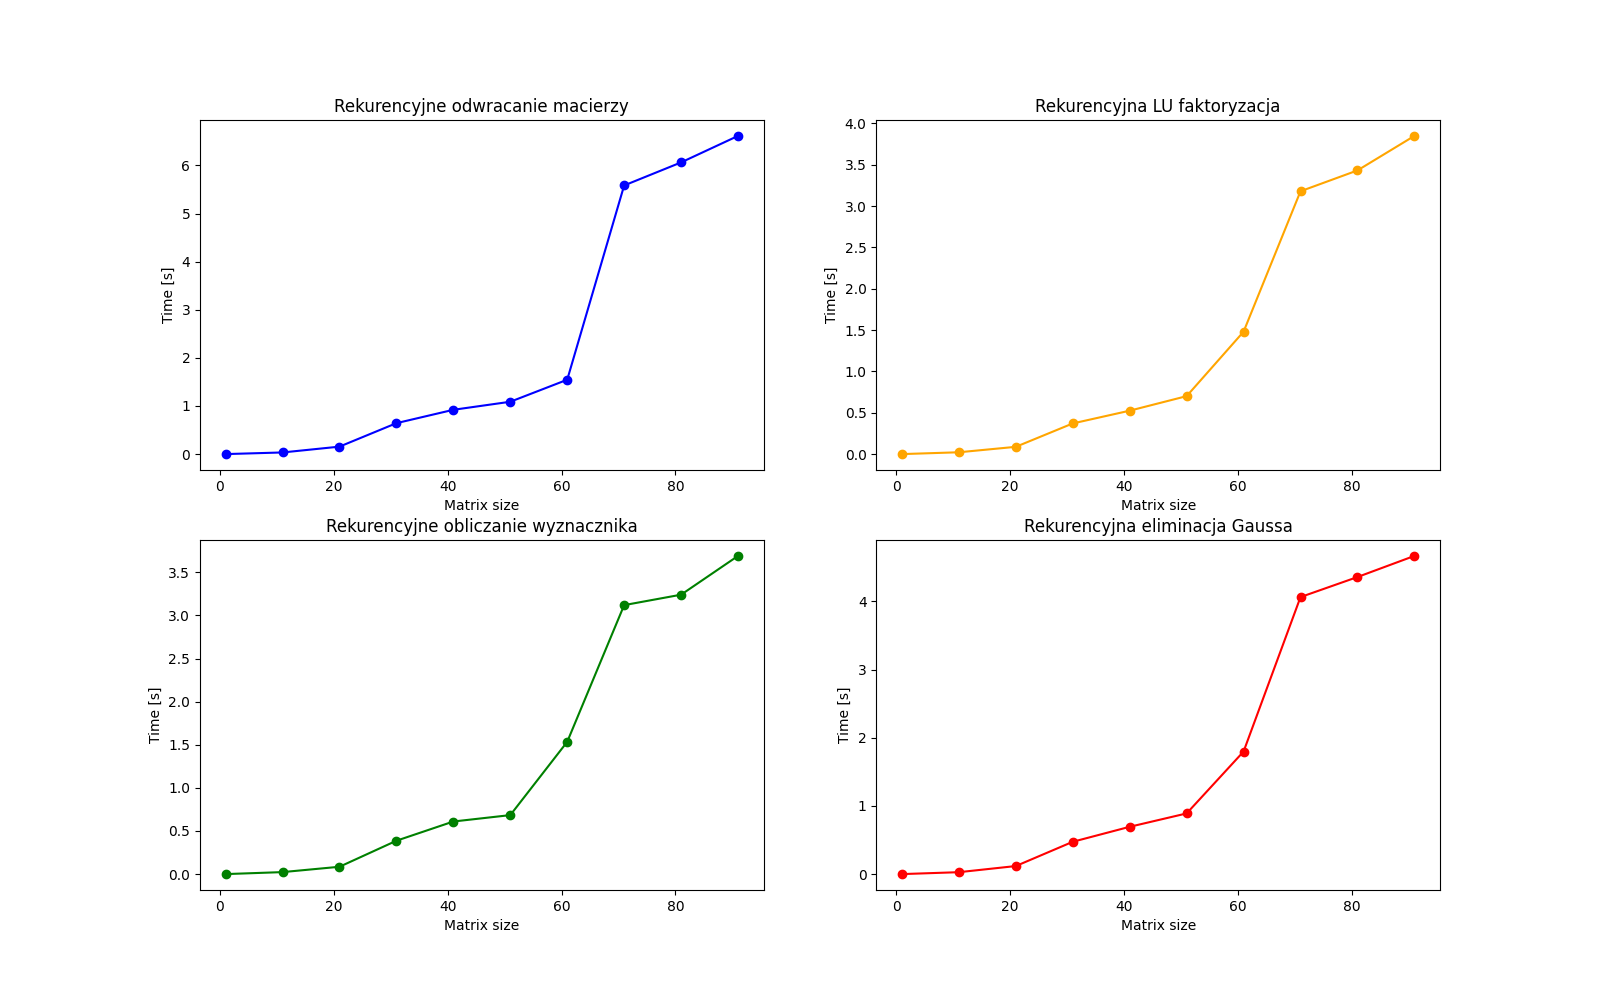 Rekurencyjne odwracanie macierzy
6
5
4
3
2
1
0
Time [s]
0 20 40 60 80
Matrix size
Rekurencyjna LU faktoryzacja
4.0
3.5
3.0
2.5
2.0
1.5
1.0
0.5
0.0
Time [s]
0 20 40 60 80
Matrix size
Rekurencyjne obliczanie wyznacznika
3.5
3.0
2.5
2.0
1.5
1.0
0.5
0.0
Time [s]
0 20 40 60 80
Matrix size
Rekurencyjna eliminacja Gaussa
4
3
2
1
0
Time [s]
0 20 40 60 80
Matrix size